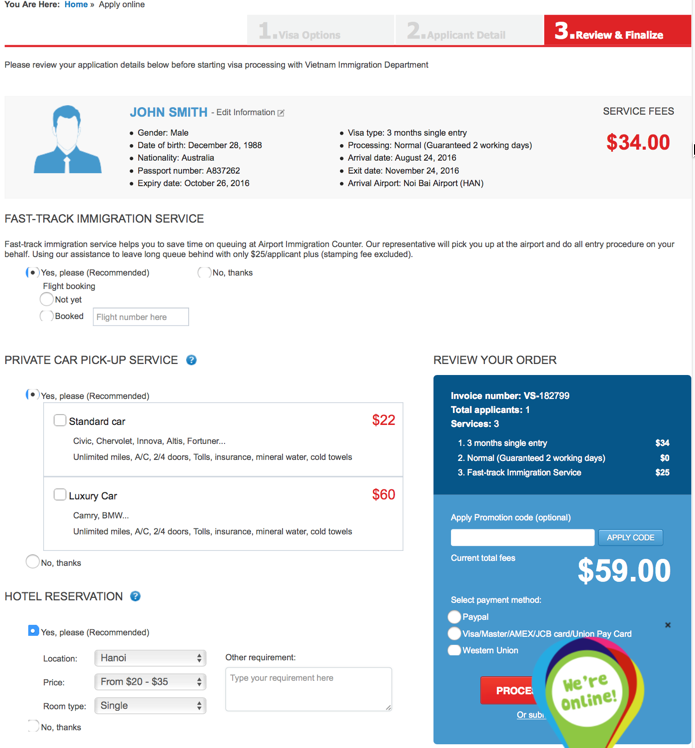 You Are Here: Home » Apply online
1.Visa Options
2.Applicant Detail
3.Review & Finalize
Please review your application details below before starting visa processing with Vietnam Immigration Department
JOHN SMITH - Edit Information
SERVICE FEES
$34.00
Gender: Male
Date of birth: December 28, 1988
Nationality: Australia
Passport number: A837262
Expiry date: October 26, 2016
Visa type: 3 months single entry
Processing: Normal (Guaranteed 2 working days)
Arrival date: August 24, 2016
Exit date: November 24, 2016
Arrival Airport: Noi Bai Airport (HAN)
FAST-TRACK IMMIGRATION SERVICE
Fast-track immigration service helps you to save time on queuing at Airport Immigration Counter. Our representative will pick you up at the airport and do all entry procedure on your
behalf. Using our assistance to leave long queue behind with only $25/applicant plus (stamping fee excluded).
Yes, please (Recommended)
No, thanks
Flight booking
Not yet
Booked
Flight number here
PRIVATE CAR PICK-UP SERVICE ?
Yes, please (Recommended)
Standard car $22
Civic, Chervolet, Innova, Altis, Fortuner...
Unlimited miles, A/C, 2/4 doors, Tolls, insurance, mineral water, cold towels
Luxury Car $60
Camry, BMW...
Unlimited miles, A/C, 2/4 doors, Tolls, insurance, mineral water, cold towels
No, thanks
HOTEL RESERVATION ?
Yes, please (Recommended)
Location: Hanoi
Price: From $20 - $35
Room type: Single
Other requirement:
Type your requirement here
No, thanks
REVIEW YOUR ORDER
Invoice number: VS-182799
Total applicants: 1
Services: 3
1. 3 months single entry $34
2. Normal (Guaranteed 2 working days) $0
3. Fast-track Immigration Service $25
Apply Promotion code (optional)
APPLY CODE
Current total fees
$59.00
Select payment method:
Paypal
Visa/Master/AMEX/JCB card/Union Pay Card
Western Union
We're
online!